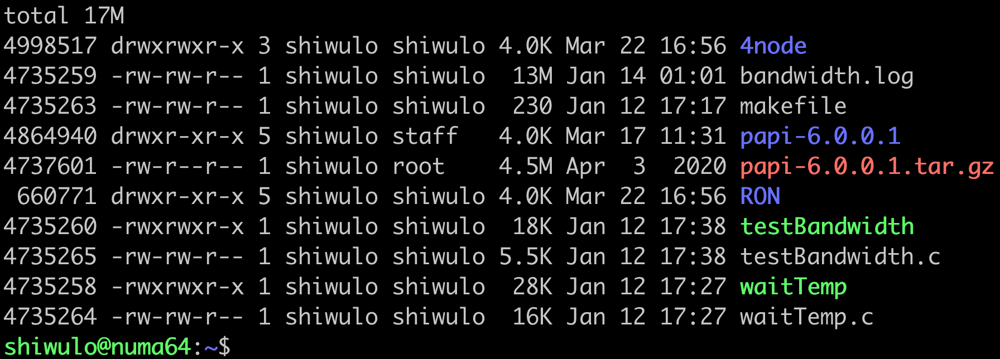 total 17M
4998517 drwxrwxr-x 3 shiwulo shiwulo 4.0K Mar 22 16:56 4node
4735259 -rw-rw-r-- 1 shiwulo shiwulo  13M Jan 14 01:01 bandwidth.log
4735263 -rw-rw-r-- 1 shiwulo shiwulo  230 Jan 12 17:17 makefile
4864940 drwxr-xr-x 5 shiwulo staff   4.0K Mar 17 11:31 papi-6.0.0.1
4737601 -rw-r--r-- 1 shiwulo root    4.5M Apr  3  2020 papi-6.0.0.1.tar.gz
 660771 drwxr-xr-x 5 shiwulo shiwulo 4.0K Mar 22 16:56 RON
4735260 -rwxrwxr-x 1 shiwulo shiwulo  18K Jan 12 17:38 testBandwidth
4735265 -rw-rw-r-- 1 shiwulo shiwulo 5.5K Jan 12 17:38 testBandwidth.c
4735258 -rwxrwxr-x 1 shiwulo shiwulo  28K Jan 12 17:27 waitTemp
4735264 -rw-rw-r-- 1 shiwulo shiwulo  16K Jan 12 17:27 waitTemp.c
shiwulo@numa64:~$